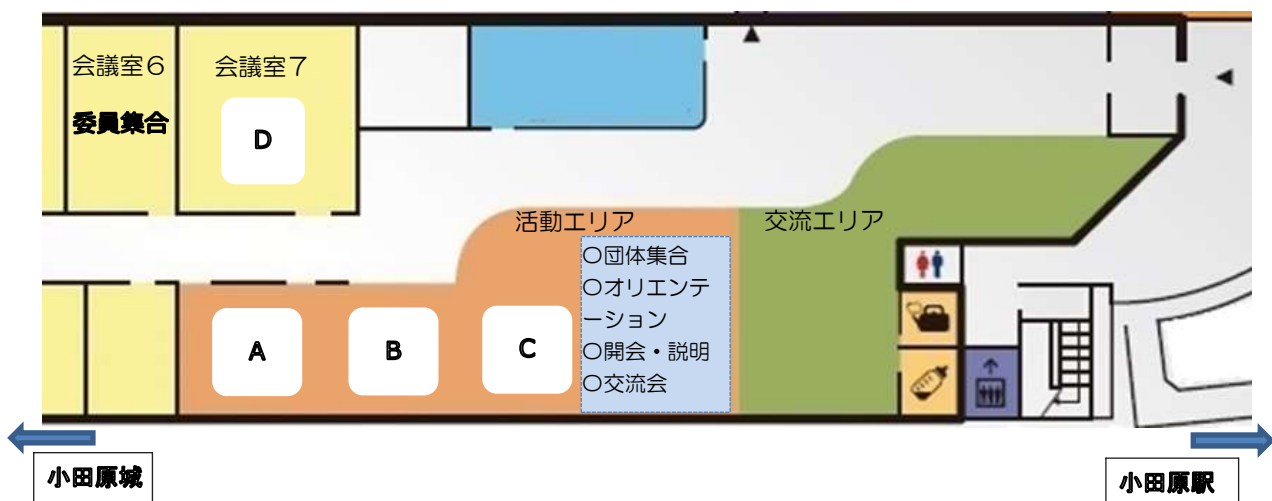 会議室６
委員集合
会議室７
D
活動エリア
交流エリア
〇団体集合
〇オリエンテ
ーション
〇開会・説明
〇交流会
A
B
C
小田原城
小田原駅